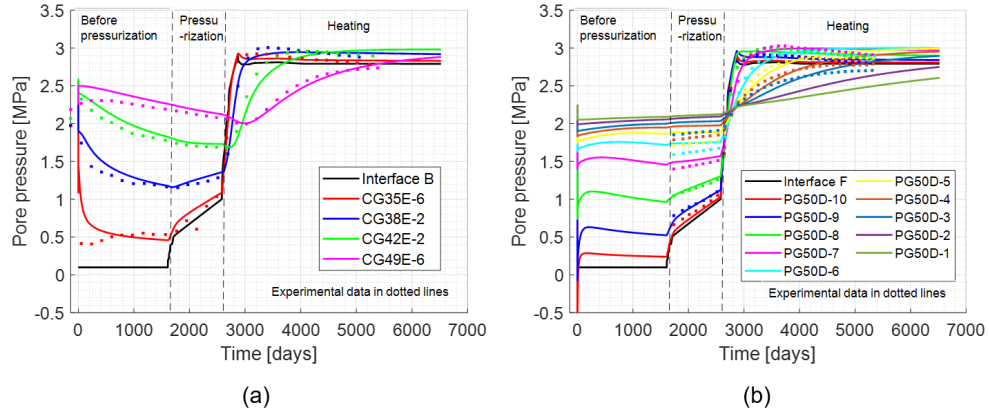 Before
pressurization
Pressu
-rization
Heating
3.5
3
2.5
2
1.5
1
0.5
0
-0.5
Pore pressure [MPa]
Interface B
CG35E-6
CG38E-2
CG42E-2
CG49E-6
Experimental data in dotted lines
0 1000 2000 3000 4000 5000 6000 7000
Time [days]
(a)
Before
pressurization
Pressu
-rization
Heating
3.5
3
2.5
2
1.5
1
0.5
0
-0.5
Pore pressure [MPa]
Interface F
PG50D-10
PG50D-9
PG50D-8
PG50D-7
PG50D-6
PG50D-5
PG50D-4
PG50D-3
PG50D-2
PG50D-1
Experimental data in dotted lines
0 1000 2000 3000 4000 5000 6000 7000
Time [days]
(b)